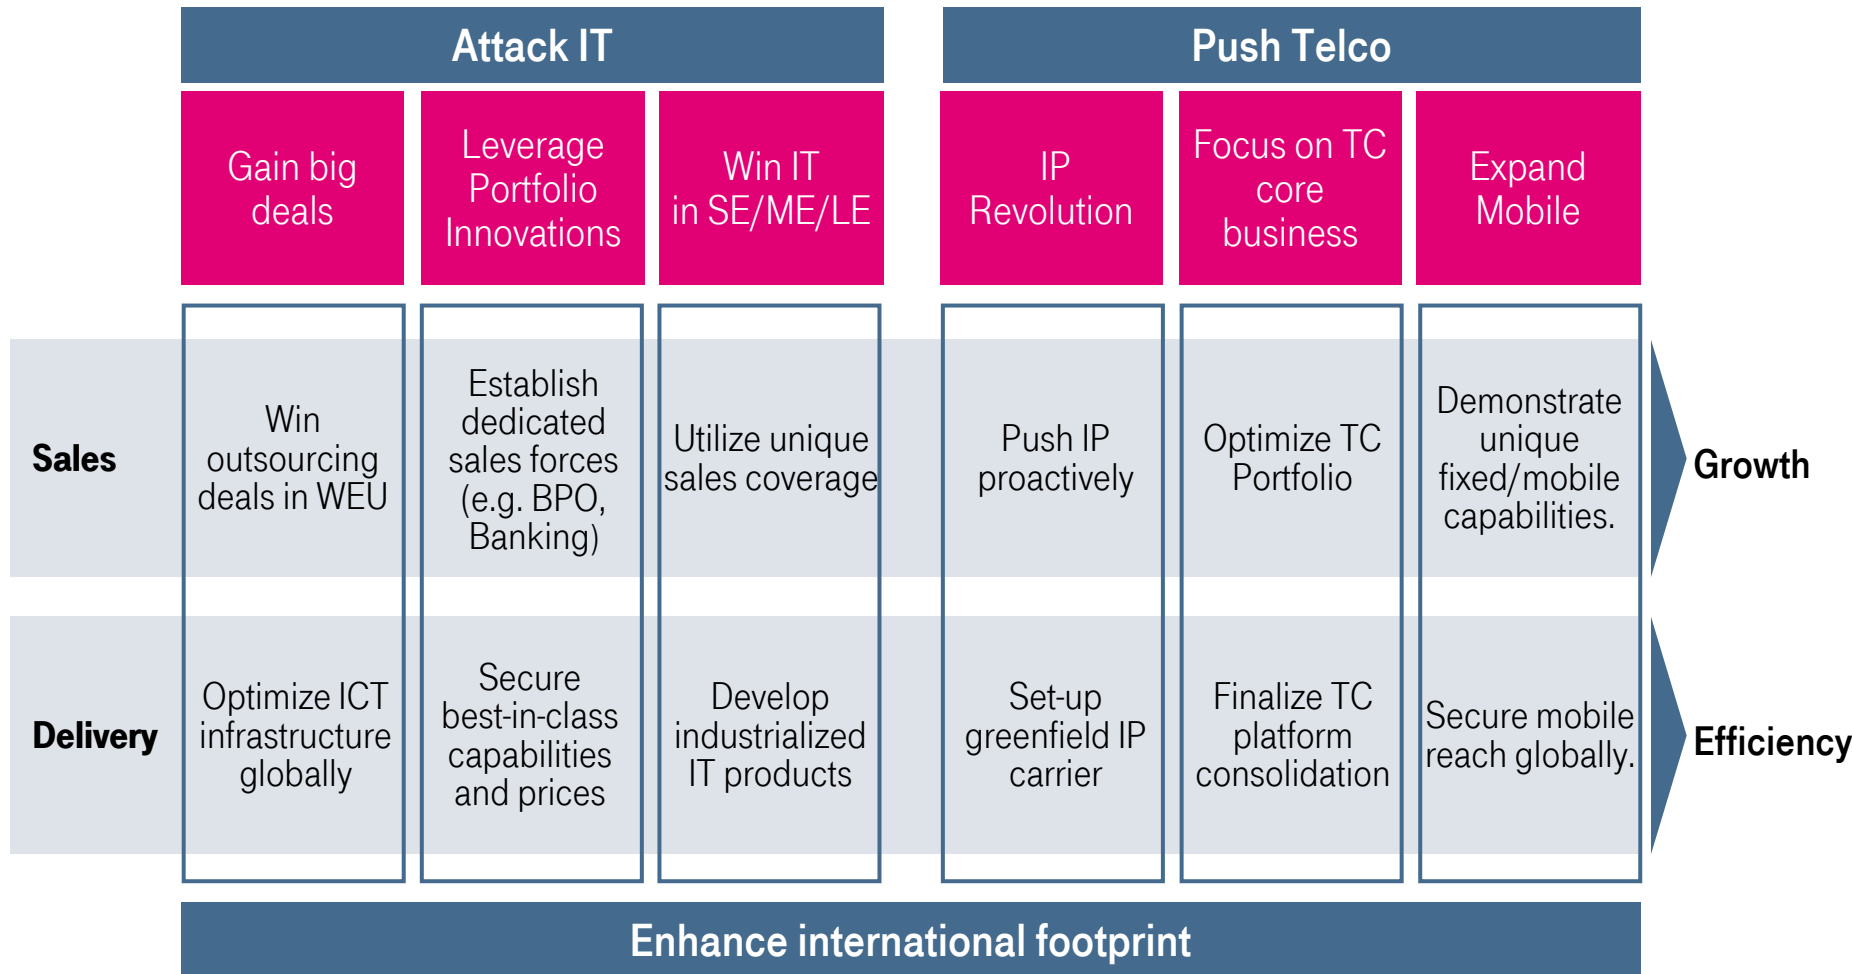 Attack IT
Push Telco
Gain big
deals
Leverage
Portfolio
Innovations
Win IT
in SE/ME/LE
IP
Revolution
Focus on TC
core
business
Expand
Mobile
Sales
Win
outsourcing
deals in WEU
Establish
dedicated
sales forces
(e.g. BPO,
Banking)
Utilize unique
sales coverage
Push IP
proactively
Optimize TC
Portfolio
Demonstrate
unique
fixed/mobile
capabilities.
Growth
Delivery
Optimize ICT
infrastructure
globally
Secure
best-in-class
capabilities
and prices
Develop
industrialized
IT products
Set-up
greenfield IP
carrier
Finalize TC
platform
consolidation
Secure mobile
reach globally.
Efficiency
Enhance international footprint